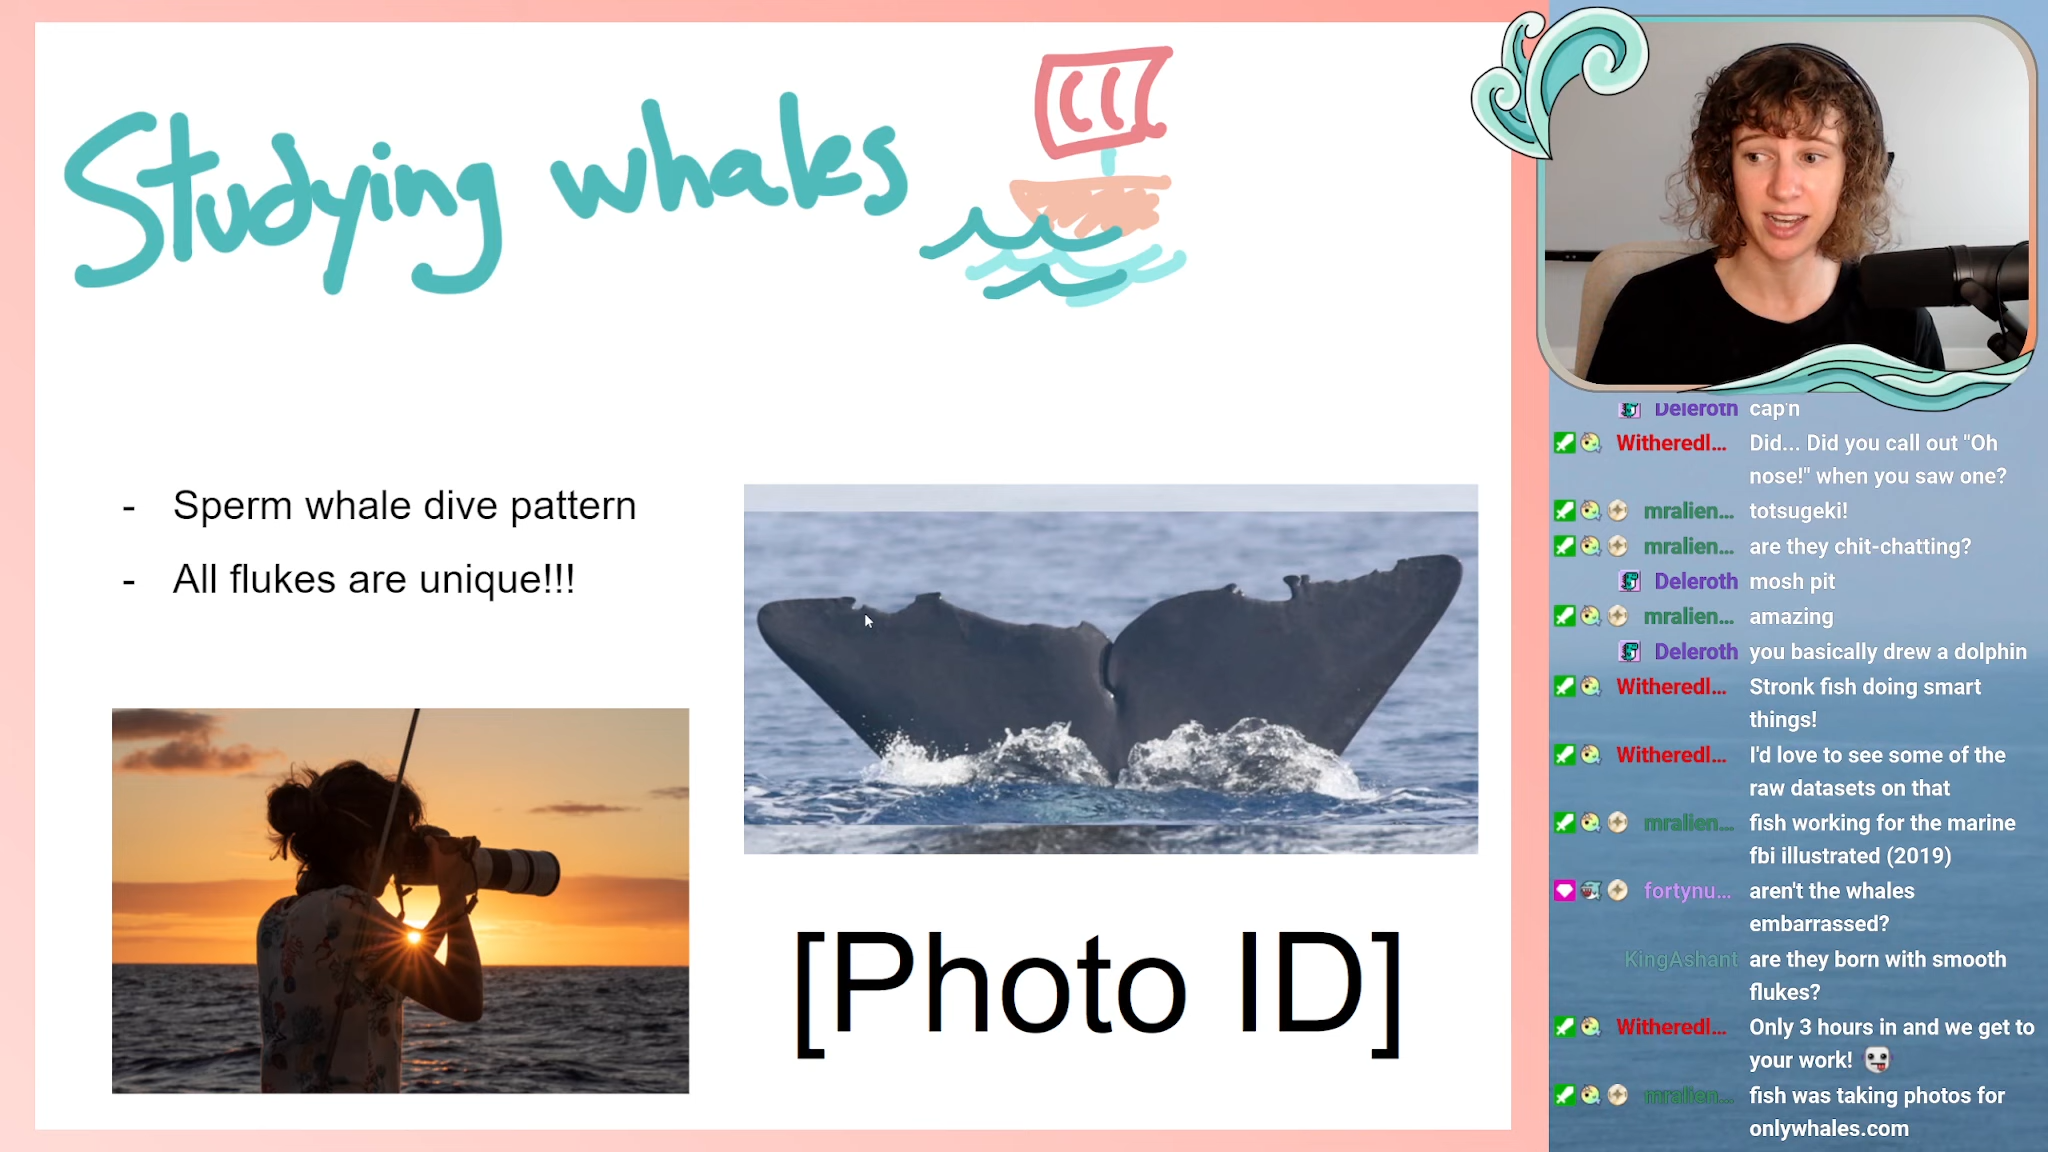 Studying whales
- Sperm whale dive pattern
- All flukes are unique!!!
[Photo ID]
Deleroth cap'n
Witheredl... Did... Did you call out "Oh
nose!" when you saw one?
mralien... totsugeki!
mralien... are they chit-chatting?
Deleroth mosh pit
mralien... amazing
Deleroth you basically drew a dolphin
Witheredl... Stronk fish doing smart
things!
Witheredl... I'd love to see some of the
raw datasets on that
mralien... fish working for the marine
fbi illustrated (2019)
fortynu... aren't the whales
embarrassed?
KingAshant are they born with smooth
flukes?
Witheredl... Only 3 hours in and we get to
your work!
mralien... fish was taking photos for
onlywhales.com